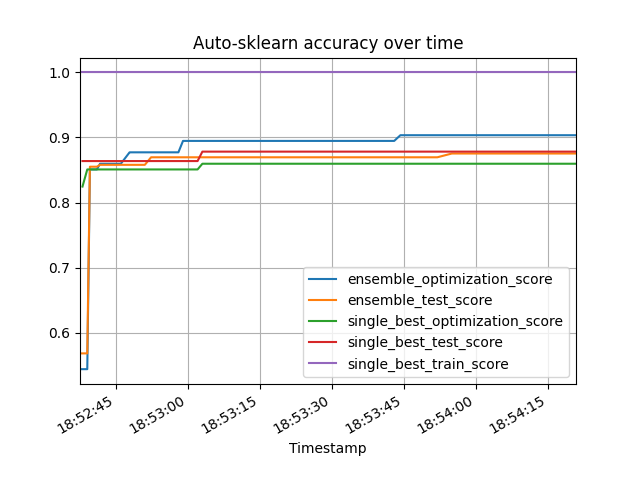 Auto-sklearn accuracy over time
1.0
0.9
0.8
0.7
0.6
ensemble_optimization_score
ensemble_test_score
single_best_optimization_score
single_best_test_score
single_best_train_score
18:52:45
18:53:00
18:53:15
18:53:30
18:53:45
18:54:00
18:54:15
Timestamp